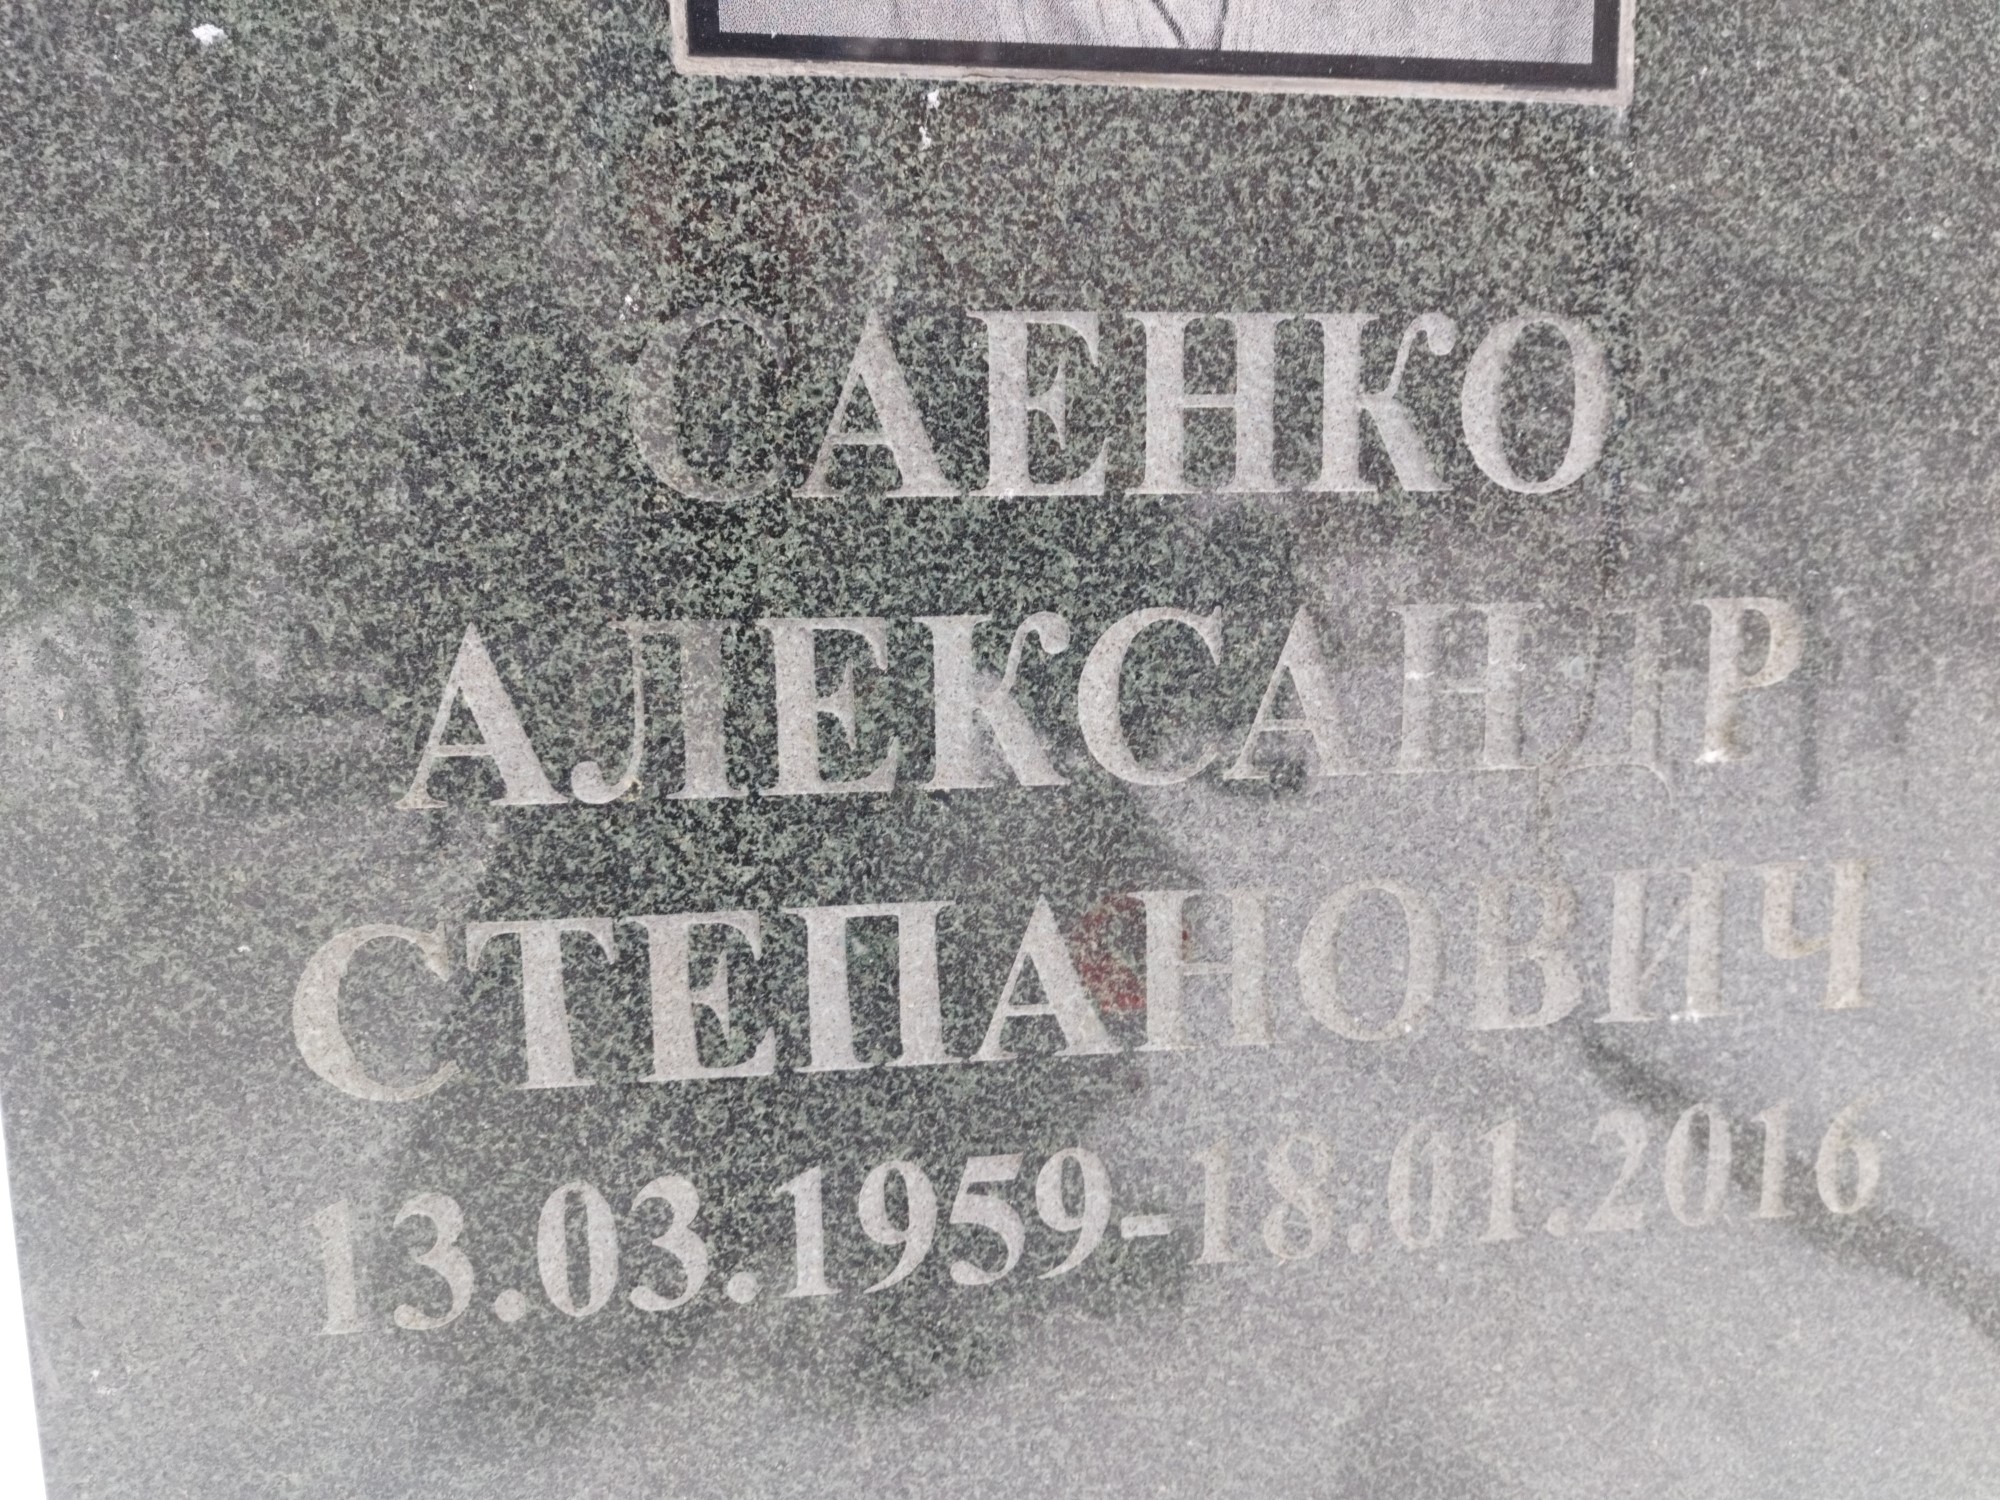 САЕНКО
АЛЕКСАНДР
СТЕПАНОВИЧ
13.03.1959-18.01.2016